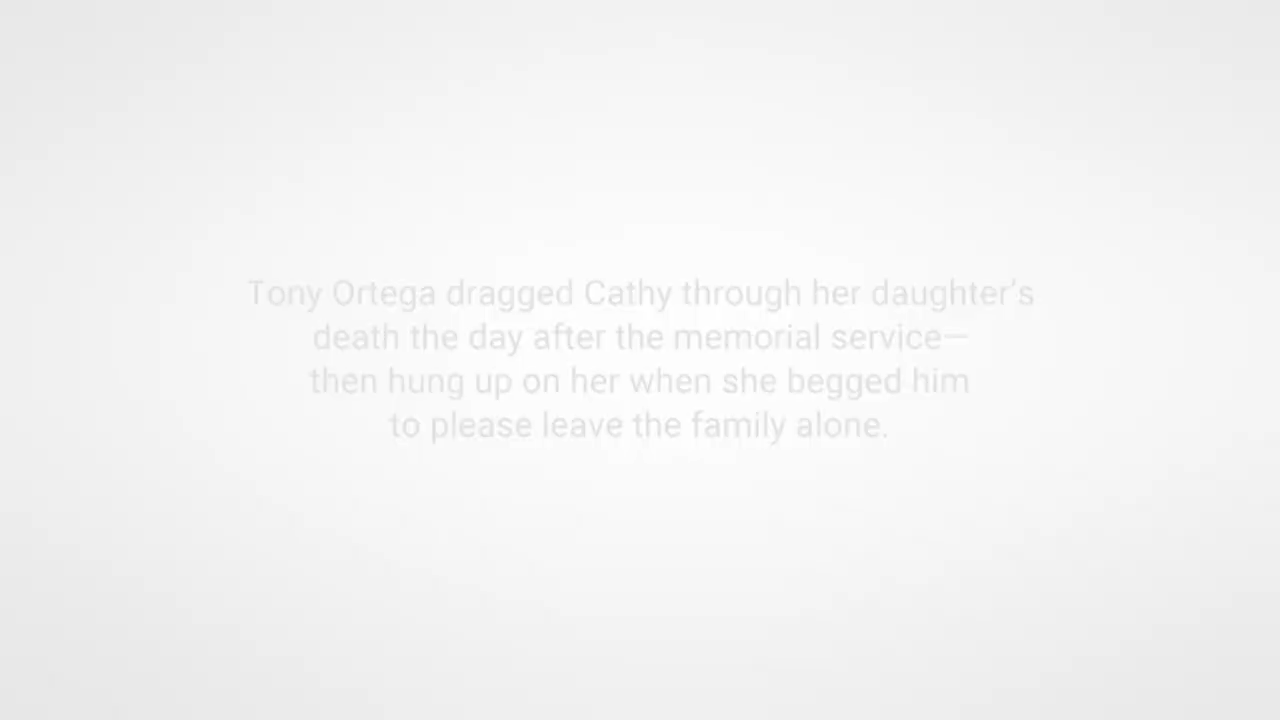 Tony Ortega dragged Cathy through her daughter's
death the day after the memorial service—
then hung up on her when she begged him
to please leave the family alone.